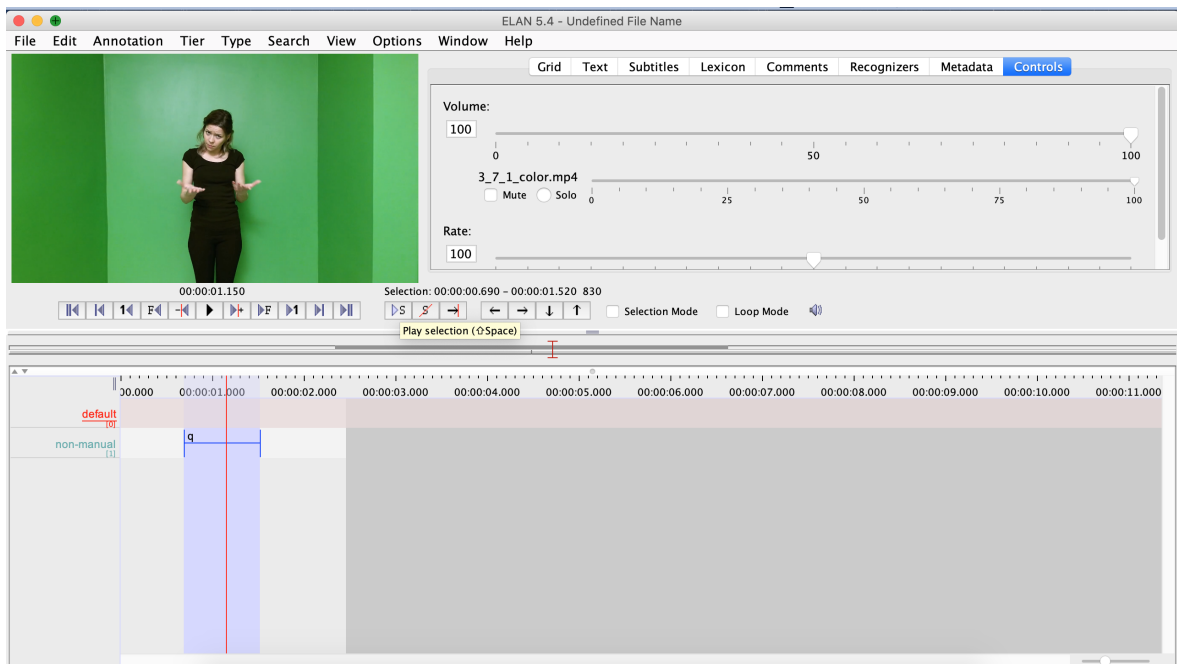 ELAN 5.4 - Undefined File Name
File Edit Annotation Tier Type Search View Options Window Help
Grid Text Subtitles Lexicon Comments Recognizers Metadata Controls
Volume:
100
0 50 100
3_7_1_color.mp4
Mute Solo 0 25 50 75 100
Rate:
100
00:00:01.150 Selection: 00:00:00.690 – 00:00:01.520 830
1 F F 1 S S Selection Mode Loop Mode
Play selection (⇧Space)
00.000 00:00:01.000 00:00:02.000 00:00:03.000 00:00:04.000 00:00:05.000 00:00:06.000 00:00:07.000 00:00:08.000 00:00:09.000 00:00:10.000 00:00:11.000
default
[0]
non-manual q
[1]